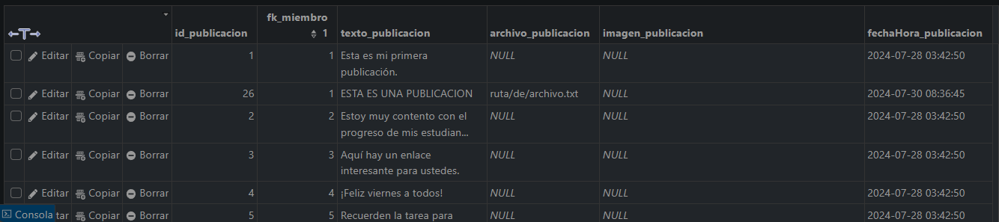 fk_miembro
id_publicacion 1 texto_publicacion archivo_publicacion imagen_publicacion fechaHora_publicacion
Editar Copiar Borrar 1 1 Esta es mi primera NULL NULL 2024-07-28 03:42:50
publicación.
Editar Copiar Borrar 26 1 ESTA ES UNA PUBLICACION ruta/de/archivo.txt NULL 2024-07-30 08:36:45
Editar Copiar Borrar 2 2 Estoy muy contento con el NULL NULL 2024-07-28 03:42:50
progreso de mis estudian...
Editar Copiar Borrar 3 3 Aquí hay un enlace NULL NULL 2024-07-28 03:42:50
interesante para ustedes.
Editar Copiar Borrar 4 4 ¡Feliz viernes a todos! NULL NULL 2024-07-28 03:42:50
Consola tar Copiar Borrar 5 5 Recuerden la tarea para NULL NULL 2024-07-28 03:42:50